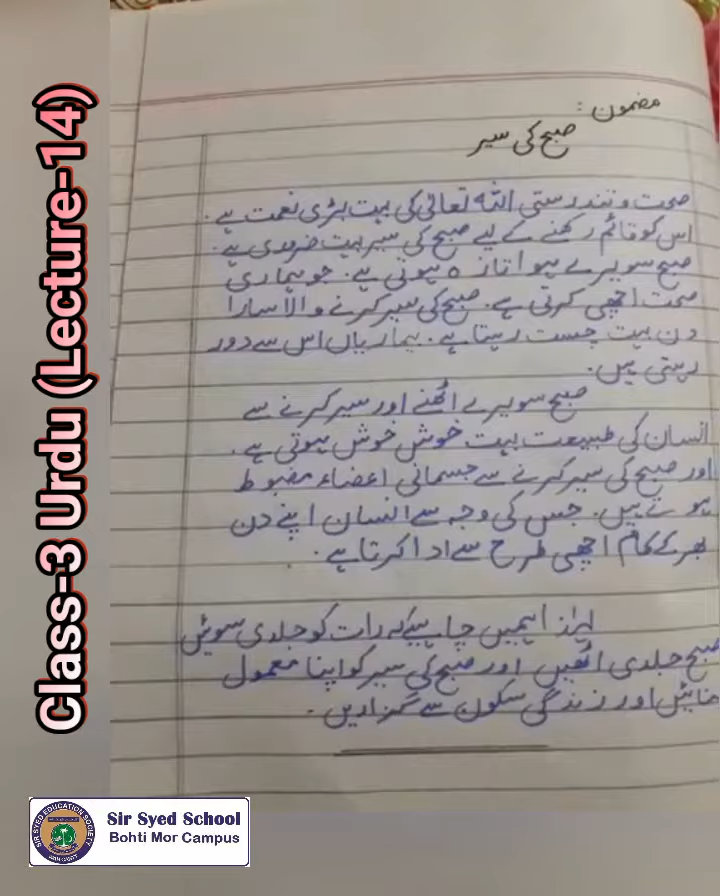 Class-3 Urdu (Lecture-14)
مضمون:
صبح کی سیر
صحت و تندرستی اللہ تعالیٰ کی بہت بڑی نعمت ہے۔
اس کو قائم رکھنے کے لیے صبح کی سیر بہت ضروری ہے۔
صبح سویرے ہوا تازہ ہوتی ہے۔ جو ہماری
صحت اچھی کرتی ہے۔ صبح کی سیر کرنے والا سارا
دن بہت چست رہتا ہے۔ بیماریاں اس سے دور
رہتی ہیں۔
صبح سویرے اٹھنے اور سیر کرنے سے
انسان کی طبیعت بہت خوش خوش ہوتی ہے۔
اور صبح کی سیر کرنے سے جسمانی اعضاء مضبوط
ہوتے ہیں۔ جس کی وجہ سے انسان اپنے دن
بھر کے کام اچھی طرح سے ادا کرتا ہے۔
لہٰذا ہمیں چاہیے کہ رات کو جلدی سوئیں
صبح جلدی اٹھیں اور صبح کی سیر کو اپنا معمول
بنائیں اور زندگی سکون سے گزاریں۔
SIR SYED EDUCATION SOCIETY
Sir Syed School
Bohti Mor Campus